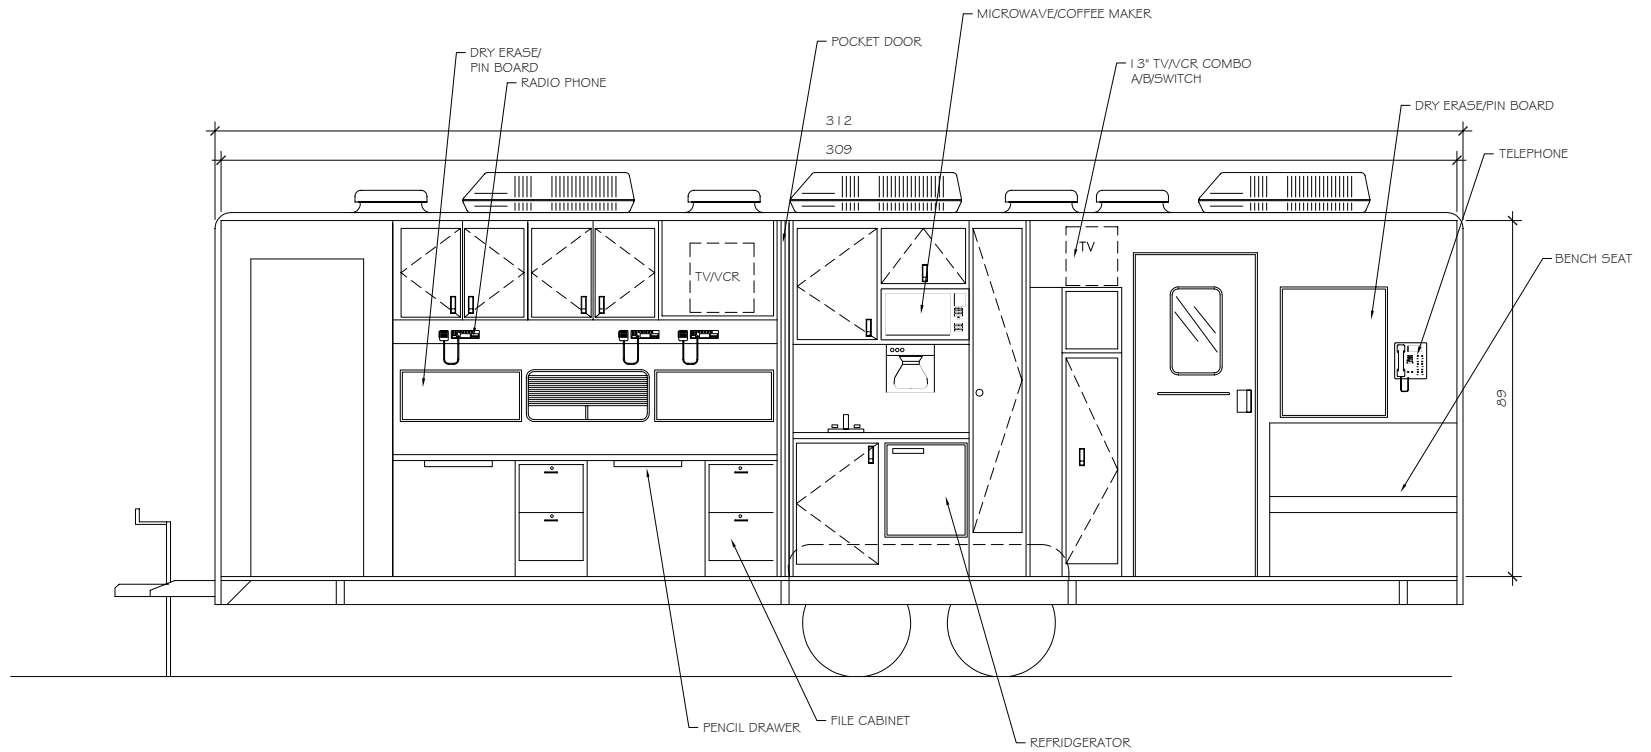 MICROWAVE/COFFEE MAKER
POCKET DOOR
DRY ERASE/
PIN BOARD
RADIO PHONE
13" TV/VCR COMBO
A/B/SWITCH
DRY ERASE/PIN BOARD
312
309
TELEPHONE
TV
BENCH SEAT
TV/VCR
89
FILE CABINET
PENCIL DRAWER
REFRIDGERATOR